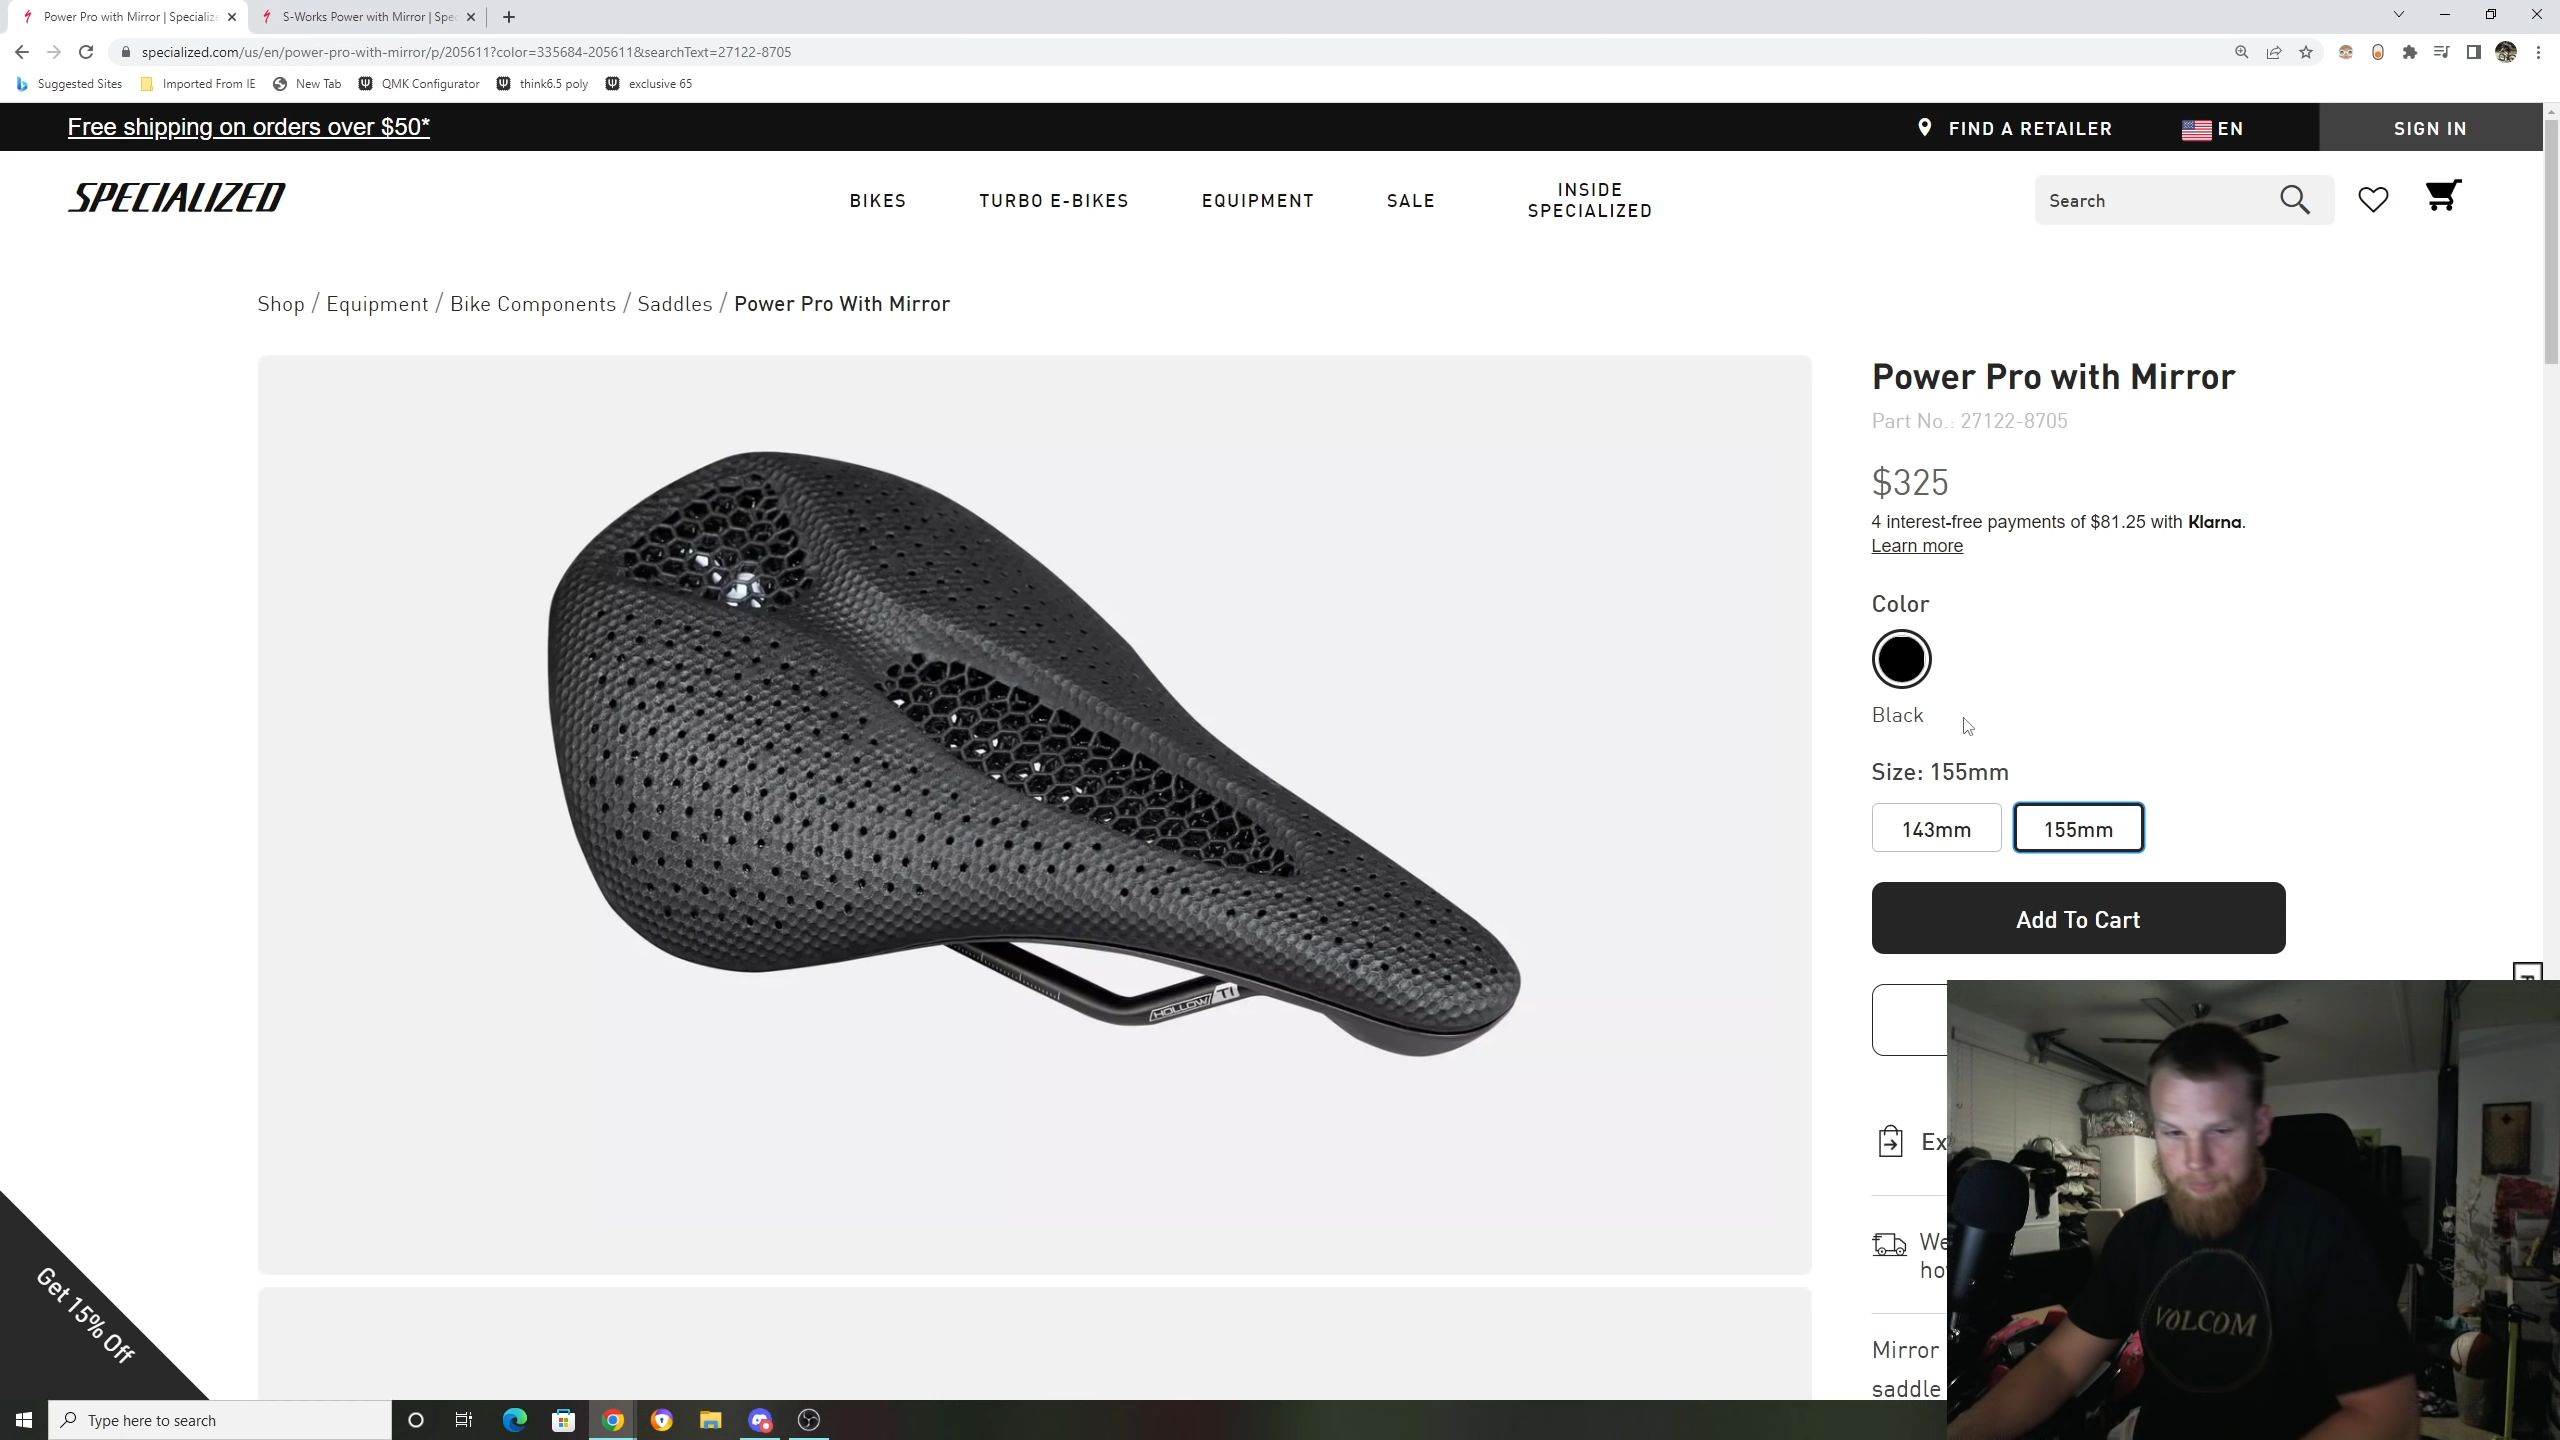 Power Pro with Mirror | Specialize
S-Works Power with Mirror | Spec
specialized.com/us/en/power-pro-with-mirror/p/205611?color=335684-205611&searchText=27122-8705
Suggested Sites
Imported From IE
New Tab
QMK Configurator
think6.5 poly
exclusive 65
Free shipping on orders over $50*
FIND A RETAILER
EN
SIGN IN
SPECIALIZED
BIKES
TURBO E-BIKES
EQUIPMENT
SALE
INSIDE
SPECIALIZED
Search
Shop / Equipment / Bike Components / Saddles / Power Pro With Mirror
Power Pro with Mirror
Part No.: 27122-8705
$325
4 interest-free payments of $81.25 with Klarna.
Learn more
Color
Black
Size: 155mm
143mm
155mm
Add To Cart
HOLLOW TI
Ex
We
ho
Mirror
saddle
VOLCOM
Get 15% Off
Type here to search